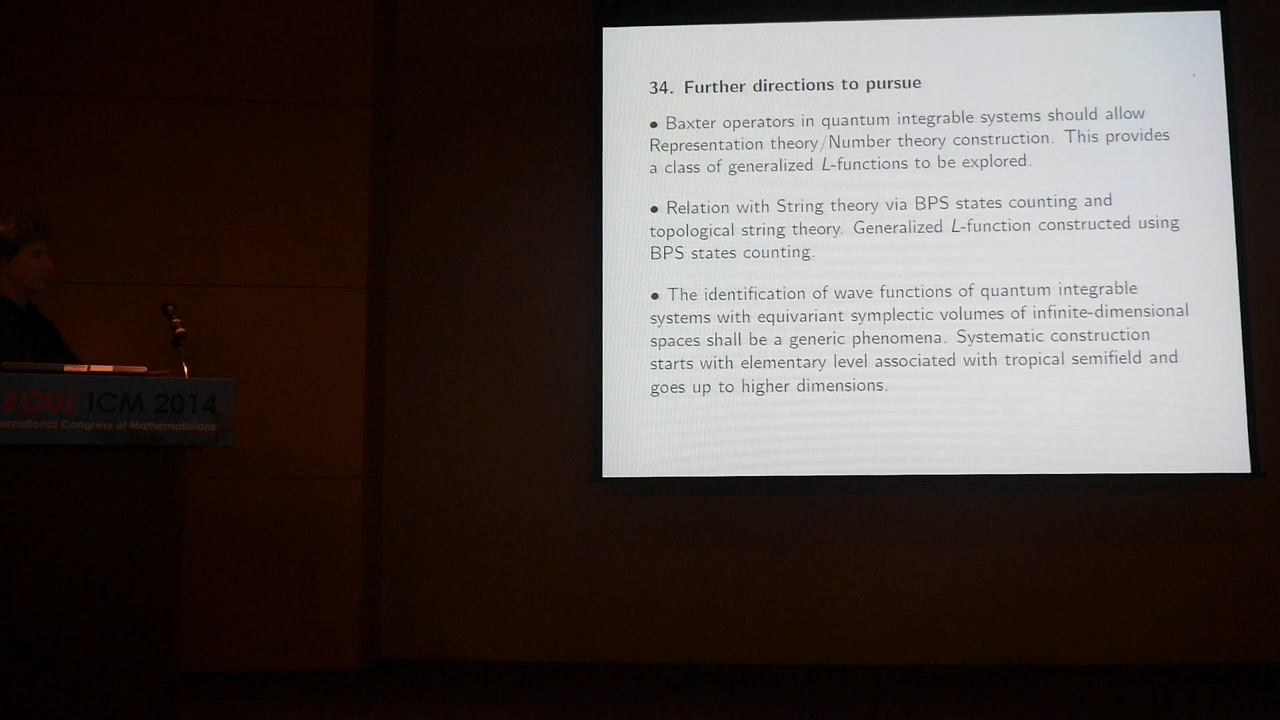 34. Further directions to pursue
• Baxter operators in quantum integrable systems should allow
Representation theory/Number theory construction. This provides
a class of generalized L-functions to be explored.
• Relation with String theory via BPS states counting and
topological string theory. Generalized L-function constructed using
BPS states counting.
• The identification of wave functions of quantum integrable
systems with equivariant symplectic volumes of infinite-dimensional
spaces shall be a generic phenomena. Systematic construction
starts with elementary level associated with tropical semifield and
goes up to higher dimensions.
EOUL ICM 2014
ernational Congress of Mathematicians